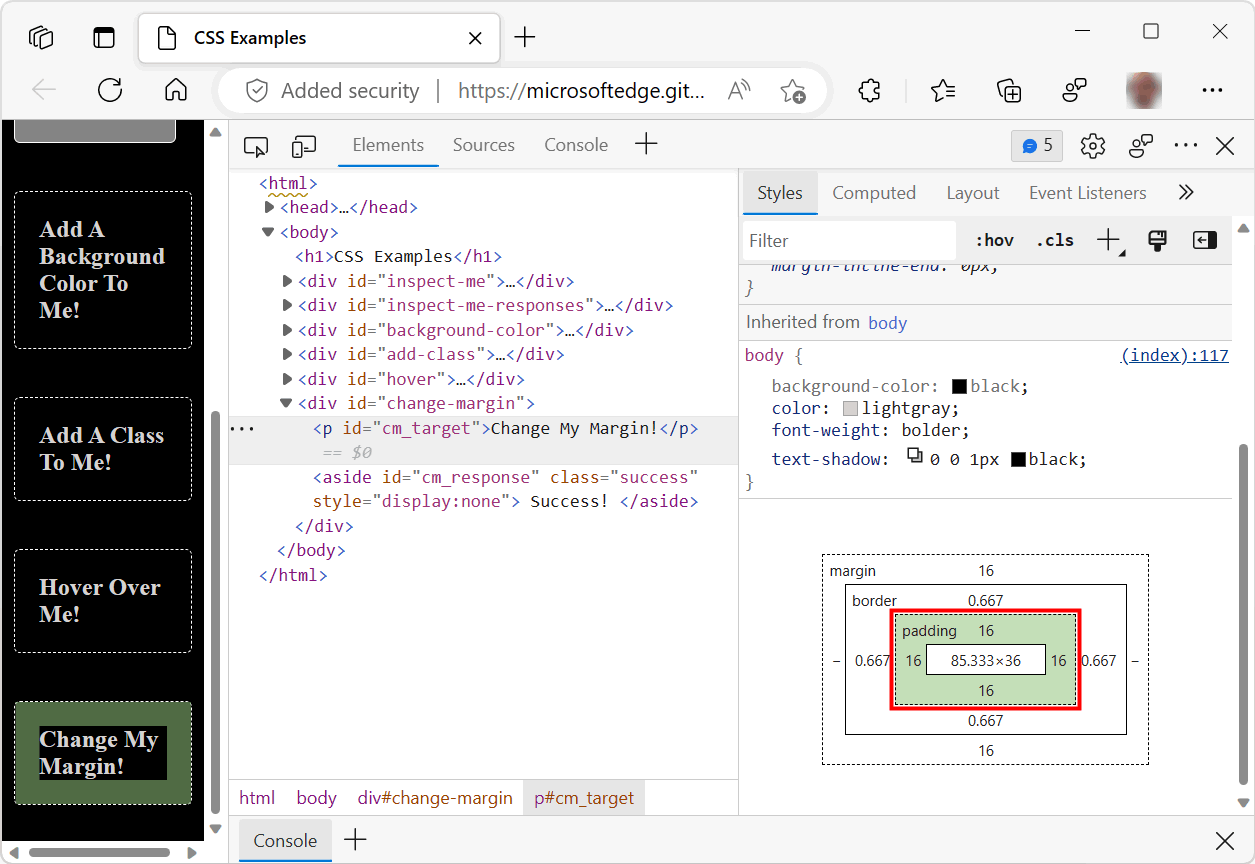 CSS Examples
Added security
https://microsoftedge.git...
Add A
Background
Color To
Me!
Add A Class
To Me!
Hover Over
Me!
Change My
Margin!
Elements Sources Console
5
<html>
<head>…</head>
<body>
<h1>CSS Examples</h1>
<div id="inspect-me">…</div>
<div id="inspect-me-responses">…</div>
<div id="background-color">…</div>
<div id="add-class">…</div>
<div id="hover">…</div>
<div id="change-margin">
<p id="cm_target">Change My Margin!</p>
== $0
<aside id="cm_response" class="success"
style="display:none"> Success! </aside>
</div>
</body>
</html>
html body div#change-margin p#cm_target
Styles Computed Layout Event Listeners
Filter :hov .cls
margin-inline-end: 0px;
}
Inherited from body
body { (index):117
background-color: black;
color: lightgray;
font-weight: bolder;
text-shadow: 0 0 1px black;
}
margin 16
border 0.667
padding 16
– 0.667 16 85.333×36 16 0.667 –
16
0.667
16
Console